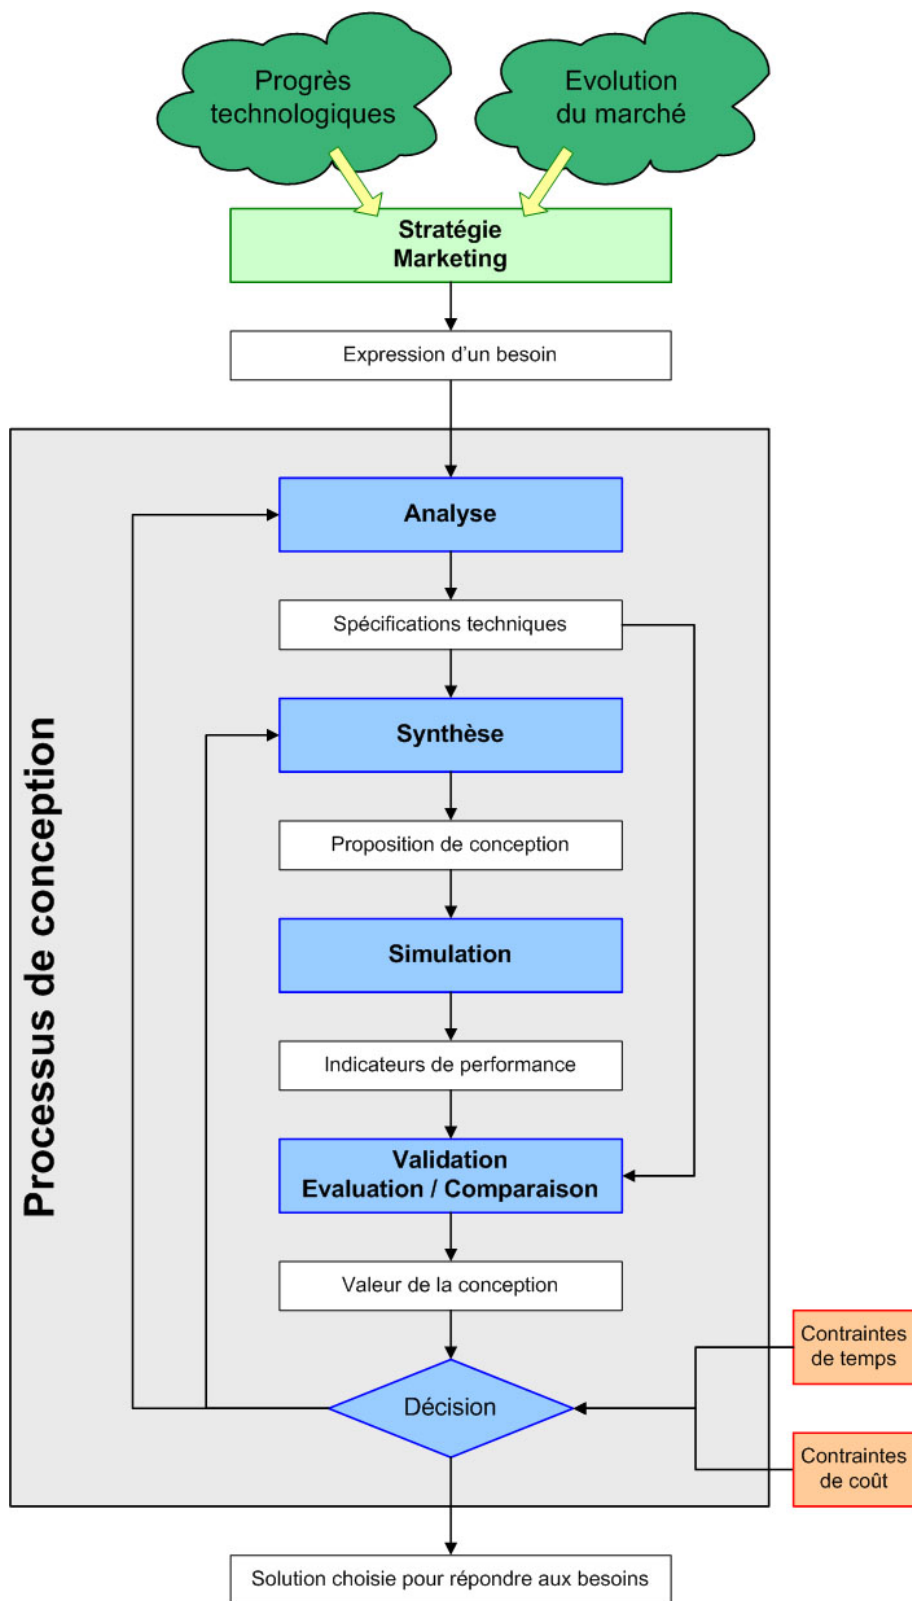 Progrès
technologiques
Evolution
du marché
Stratégie
Marketing
Expression d'un besoin
Analyse
Spécifications techniques
Synthèse
Proposition de conception
Simulation
Indicateurs de performance
Validation
Evaluation / Comparaison
Valeur de la conception
Décision
Contraintes
de temps
Contraintes
de coût
Processus de conception
Solution choisie pour répondre aux besoins